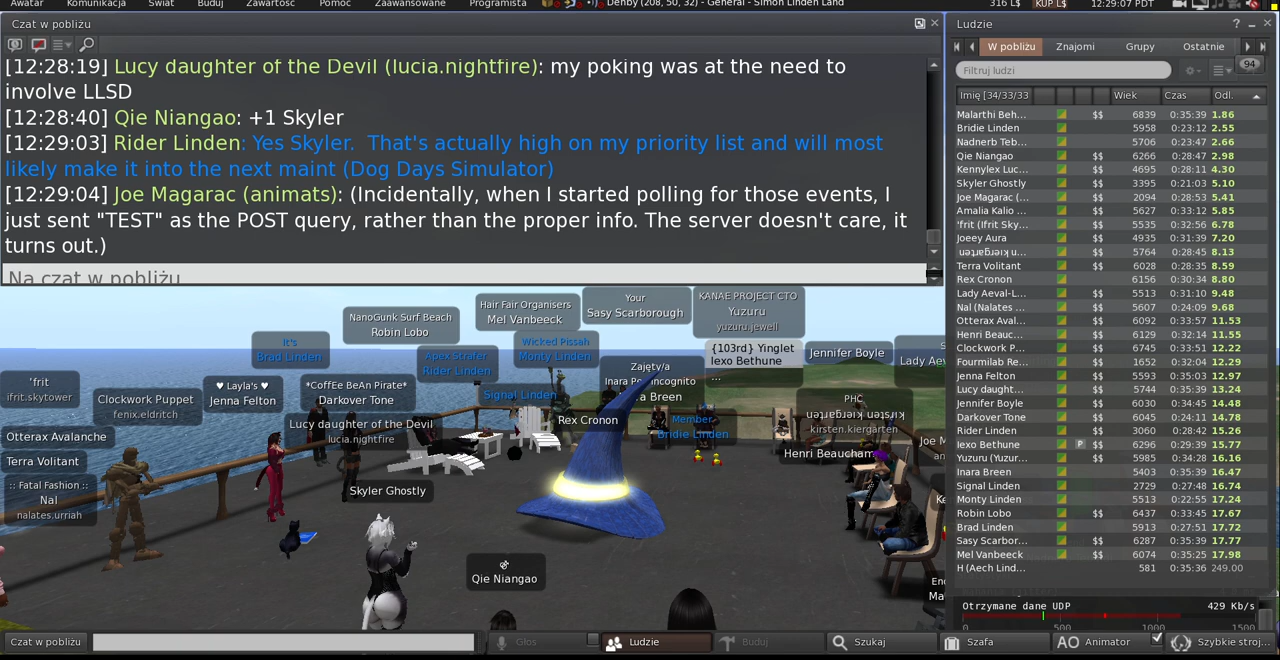 Awatar Komunikacja Świat Buduj Zawartość Pomoc Zaawansowane Programista Denby (208, 50, 32) - General - Simon Linden Land 316 L$ KUP L$ 12:29:07 PDT
Czat w pobliżu
[12:28:19] Lucy daughter of the Devil (lucia.nightfire): my poking was at the need to
involve LLSD
[12:28:40] Qie Niangao: +1 Skyler
[12:29:03] Rider Linden: Yes Skyler.  That's actually high on my priority list and will most
likely make it into the next maint (Dog Days Simulator)
[12:29:04] Joe Magarac (animats): (Incidentally, when I started polling for those events, I
just sent "TEST" as the POST query, rather than the proper info. The server doesn't care, it
turns out.)
Na czat w pobliżu
Hair Fair Organisers
Mel Vanbeeck
Your
Sasy Scarborough
KANAE PROJECT CTO
Yuzuru
yuzuru.jewell
NanoGunk Surf Beach
Robin Lobo
It's
Brad Linden
Apex Strafer
Rider Linden
Wicked Pissah
Monty Linden
{103rd} Yinglet
Iexo Bethune
...
Jennifer Boyle
Lady Aev
'frit
ifrit.skytower
Clockwork Puppet
fenix.eldritch
♥ Layla's ♥
Jenna Felton
*CoffEe BeAn Pirate*
Darkover Tone
Signal Linden
Zajęty/a
Inara
incognito
Breen
Lucy daughter of the Devil
lucia.nightfire
Rex Cronon
Member
Bridie Linden
PHC
kirsten.kiergarten
Otterax Avalanche
Terra Volitant
Henri Beaucham
Joe M
:: Fatal Fashion ::
Nal
nalates.urriah
Skyler Ghostly
Qie Niangao
Czat w pobliżu Głos Ludzie Buduj Szukaj Szafa AO Animator Szybkie stroj...
Ludzie
W pobliżu Znajomi Grupy Ostatnie
Filtruj ludzi 94
Imię [34/33/33 Wiek Czas Odl.
Malarthi Beh... $$ 6839 0:35:39 1.86
Bridie Linden 5958 0:23:12 2.55
Nadnerb Teb... 5706 0:23:47 2.66
Qie Niangao $$ 6266 0:28:47 2.98
Kennylex Luc... $$ 4695 0:28:11 4.30
Skyler Ghostly $$ 3395 0:21:03 5.10
Joe Magarac (... $$ 2094 0:28:53 5.41
Amalia Kalio ... $$ 5627 0:33:12 5.85
'frit (Ifrit Sky... $$ 5535 0:32:56 6.78
Joeey Aura 4935 0:31:39 7.20
$$ 5764 0:28:45 8.13
Terra Volitant $$ 6028 0:28:35 8.59
Rex Cronon 6156 0:30:34 8.80
Lady Aeval-L... $$ 5513 0:31:10 9.48
Nal (Nalates ... $$ 5607 0:24:09 9.68
Otterax Aval... $$ 6092 0:33:57 11.53
Henri Beauc... $$ 6129 0:32:14 11.55
Clockwork P... $$ 6745 0:33:51 12.22
Fourmilab Re... $$ 1652 0:32:04 12.29
Jenna Felton $$ 5593 0:35:03 12.97
Lucy daught... $$ 5744 0:35:39 13.24
Jennifer Boyle $$ 6030 0:34:35 14.48
Darkover Tone $$ 6045 0:24:11 14.78
Rider Linden $$ 3060 0:28:42 15.26
Iexo Bethune P $$ 6296 0:29:39 15.77
Yuzuru (Yuzur... $$ 5985 0:34:28 16.16
Inara Breen 5403 0:35:39 16.47
Signal Linden 2729 0:27:48 16.74
Monty Linden 5513 0:22:55 17.24
Robin Lobo $$ 6437 0:33:45 17.67
Brad Linden 5913 0:27:51 17.72
Sasy Scarbor... $$ 6287 0:35:39 17.77
Mel Vanbeeck $$ 6074 0:35:25 17.98
H (Aech Lind... 581 0:35:36 249.00
Otrzymane dane UDP 429 Kb/s
0 500 1000 1500